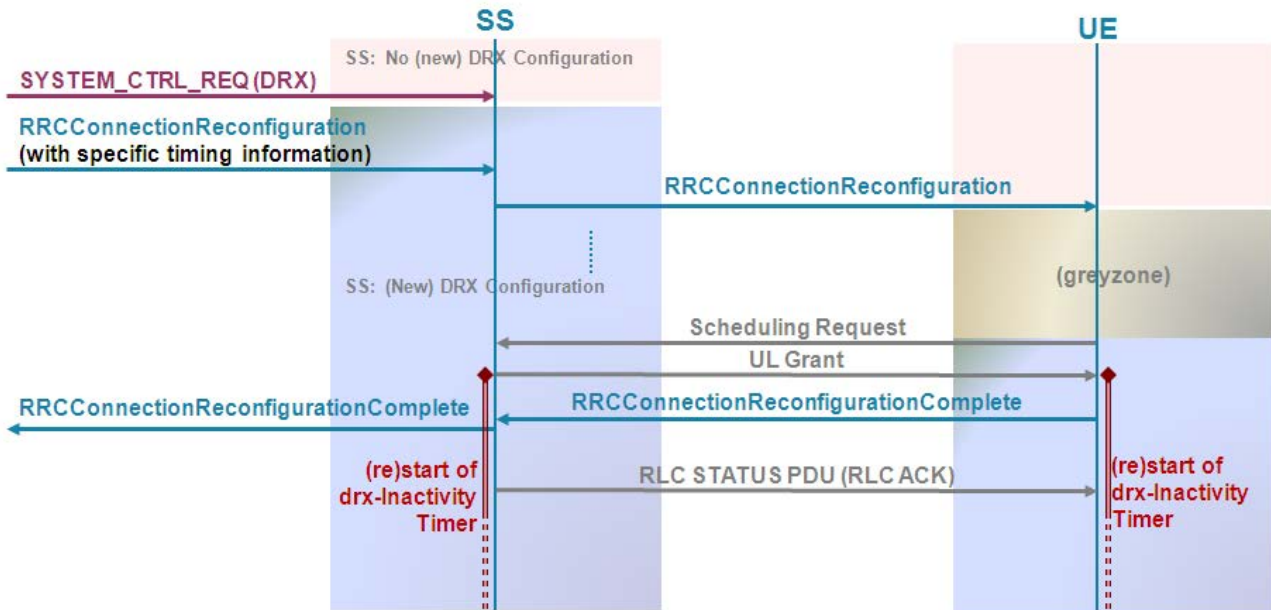 SS
UE
SS: No (new) DRX Configuration
SYSTEM_CTRL_REQ (DRX)
RRCConnectionReconfiguration
(with specific timing information)
RRCConnectionReconfiguration
SS: (New) DRX Configuration
(greyzone)
Scheduling Request
UL Grant
RRCConnectionReconfigurationComplete
RRCConnectionReconfigurationComplete
(re)start of
drx-Inactivity
Timer
RLC STATUS PDU (RLC ACK)
(re)start of
drx-Inactivity
Timer